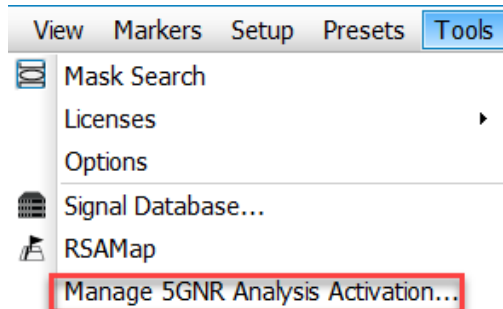 View Markers Setup Presets Tools
Mask Search
Licenses
Options
Signal Database...
RSAMap
Manage 5GNR Analysis Activation...